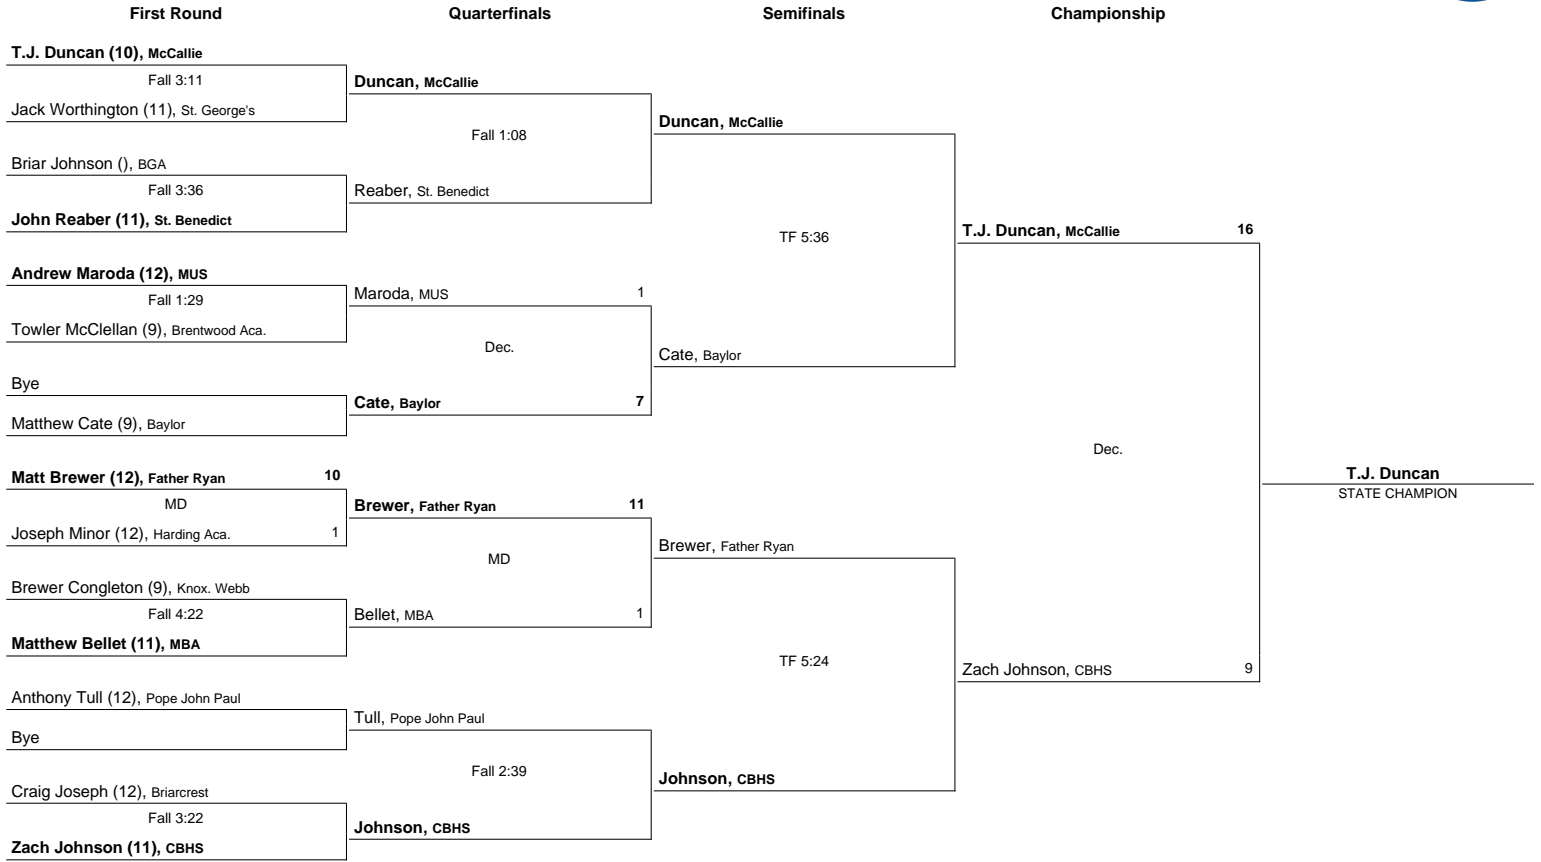 First Round
Quarterfinals
Semifinals
Championship
T.J. Duncan (10), McCallie
Fall 3:11
Jack Worthington (11), St. George's
Briar Johnson (), BGA
Fall 3:36
John Reaber (11), St. Benedict
Andrew Maroda (12), MUS
Fall 1:29
Towler McClellan (9), Brentwood Aca.
Bye
Matthew Cate (9), Baylor
Matt Brewer (12), Father Ryan 10
MD
Joseph Minor (12), Harding Aca. 1
Brewer Congleton (9), Knox. Webb
Fall 4:22
Matthew Bellet (11), MBA
Anthony Tull (12), Pope John Paul
Bye
Craig Joseph (12), Briarcrest
Fall 3:22
Zach Johnson (11), CBHS
Duncan, McCallie
Fall 1:08
Reaber, St. Benedict
Maroda, MUS 1
Dec.
Cate, Baylor 7
Brewer, Father Ryan 11
MD
Bellet, MBA 1
Tull, Pope John Paul
Fall 2:39
Johnson, CBHS
Duncan, McCallie
TF 5:36
Cate, Baylor
Brewer, Father Ryan
TF 5:24
Johnson, CBHS
T.J. Duncan, McCallie 16
Dec.
Zach Johnson, CBHS 9
T.J. Duncan
STATE CHAMPION